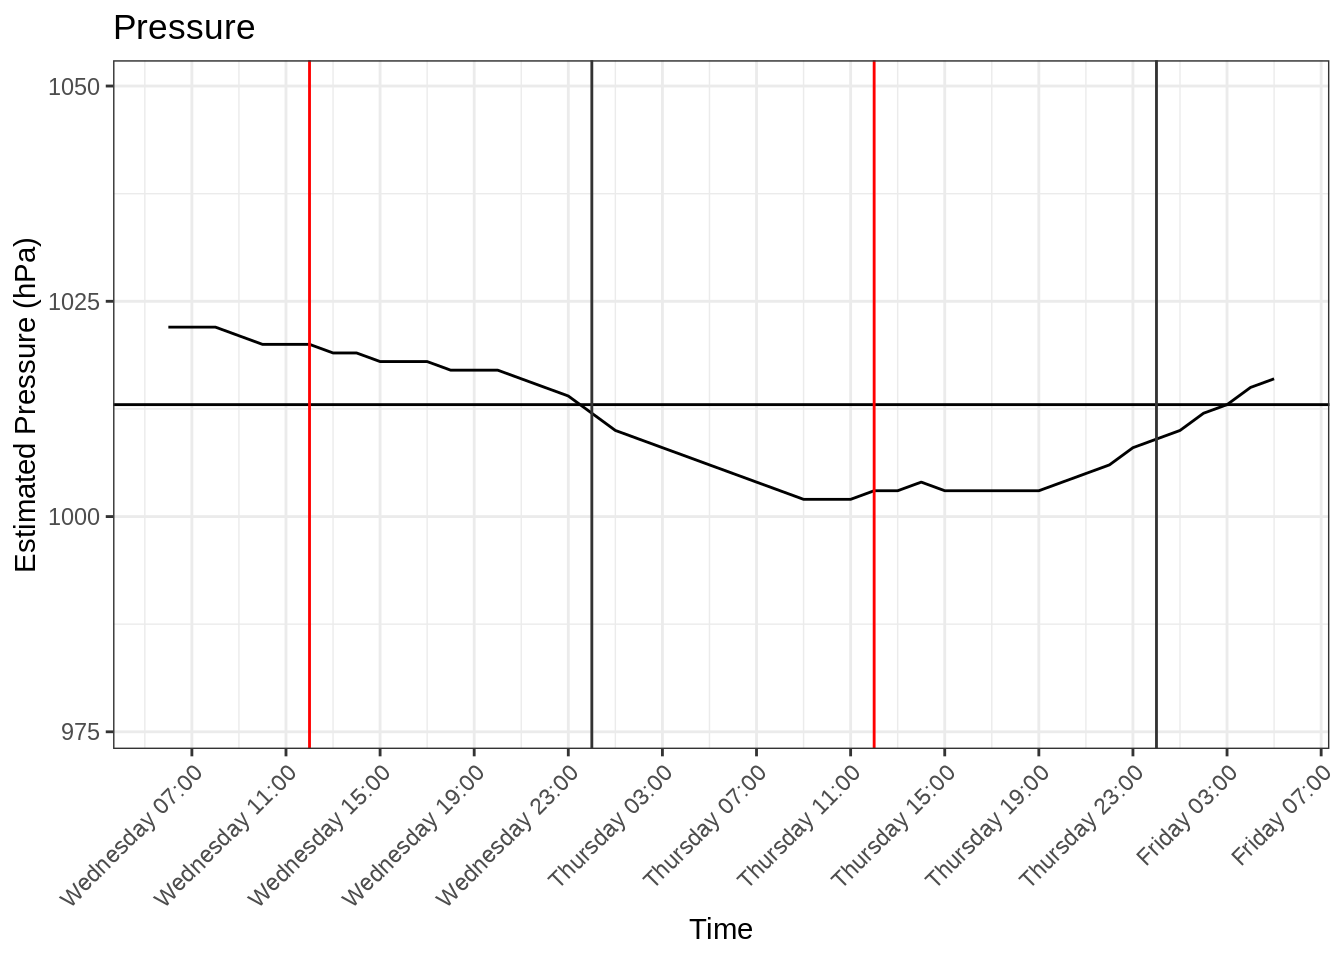 Pressure
Estimated Pressure (hPa)
1050
1025
1000
975
Wednesday 07:00
Wednesday 11:00
Wednesday 15:00
Wednesday 19:00
Wednesday 23:00
Thursday 03:00
Thursday 07:00
Thursday 11:00
Thursday 15:00
Thursday 19:00
Thursday 23:00
Friday 03:00
Friday 07:00
Time